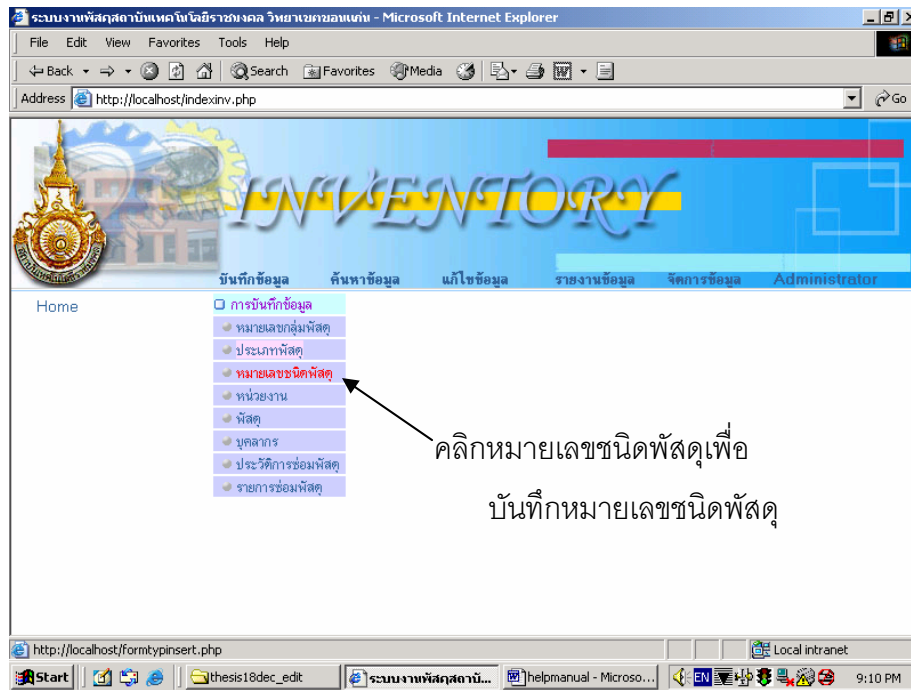 ระบบงานพัสดุสถาบันเทคโนโลยีราชมงคล วิทยาเขตขอนแก่น - Microsoft Internet Explorer
File Edit View Favorites Tools Help
Back Search Favorites Media
Address http://localhost/indexinv.php Go
INVENTORY
บันทึกข้อมูล ค้นหาข้อมูล แก้ไขข้อมูล รายงานข้อมูล จัดการข้อมูล Administrator
Home
การบันทึกข้อมูล
หมายเลขกลุ่มพัสดุ
ประเภทพัสดุ
หมายเลขชนิดพัสดุ
หน่วยงาน
พัสดุ
บุคลากร
ประวัติการซ่อมพัสดุ
รายการซ่อมพัสดุ
คลิกหมายเลขชนิดพัสดุเพื่อ
บันทึกหมายเลขชนิดพัสดุ
http://localhost/formtypinsert.php Local intranet
Start thesis18dec_edit ระบบงานพัสดุสถาบั... helpmanual - Microso... EN 9:10 PM